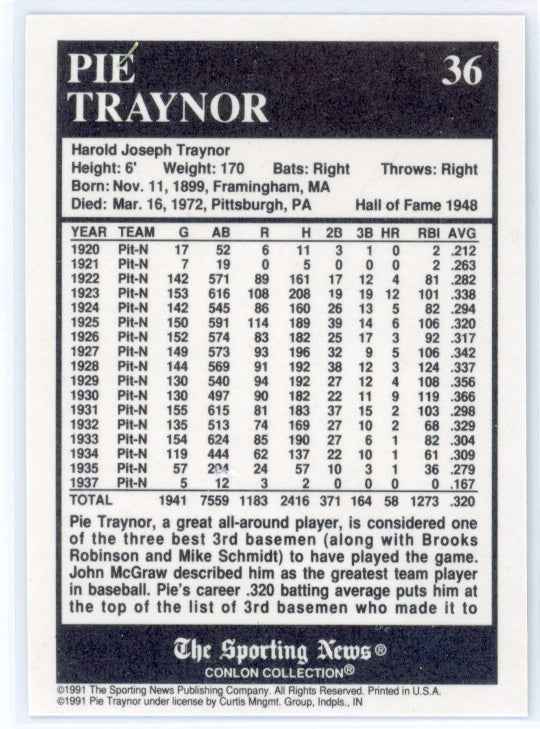 PIE
TRAYNOR
36
Harold Joseph Traynor
Height: 6' Weight: 170 Bats: Right Throws: Right
Born: Nov. 11, 1899, Framingham, MA
Died: Mar. 16, 1972, Pittsburgh, PA Hall of Fame 1948
YEAR TEAM G AB R H 2B 3B HR RBI AVG
1920 Pit-N 17 52 6 11 3 1 0 2 .212
1921 Pit-N 7 19 0 5 0 0 0 2 .263
1922 Pit-N 142 571 89 161 17 12 4 81 .282
1923 Pit-N 153 616 108 208 19 19 12 101 .338
1924 Pit-N 142 545 86 160 26 13 5 82 .294
1925 Pit-N 150 591 114 189 39 14 6 106 .320
1926 Pit-N 152 574 83 182 25 17 3 92 .317
1927 Pit-N 149 573 93 196 32 9 5 106 .342
1928 Pit-N 144 569 91 192 38 12 3 124 .337
1929 Pit-N 130 540 94 192 27 12 4 108 .356
1930 Pit-N 130 497 90 182 22 11 9 119 .366
1931 Pit-N 155 615 81 183 37 15 2 103 .298
1932 Pit-N 135 513 74 169 27 10 2 68 .329
1933 Pit-N 154 624 85 190 27 6 1 82 .304
1934 Pit-N 119 444 62 137 22 10 1 61 .309
1935 Pit-N 57 204 24 57 10 3 1 36 .279
1937 Pit-N 5 12 3 2 0 0 0 0 .167
TOTAL 1941 7559 1183 2416 371 164 58 1273 .320
Pie Traynor, a great all-around player, is considered one
of the three best 3rd basemen (along with Brooks
Robinson and Mike Schmidt) to have played the game.
John McGraw described him as the greatest team player
in baseball. Pie's career .320 batting average puts him at
the top of the list of 3rd basemen who made it to
The Sporting News®
CONLON COLLECTION®
©1991 The Sporting News Publishing Company. All Rights Reserved. Printed in U.S.A.
©1991 Pie Traynor under license by Curtis Mngmt. Group, Indpls., IN